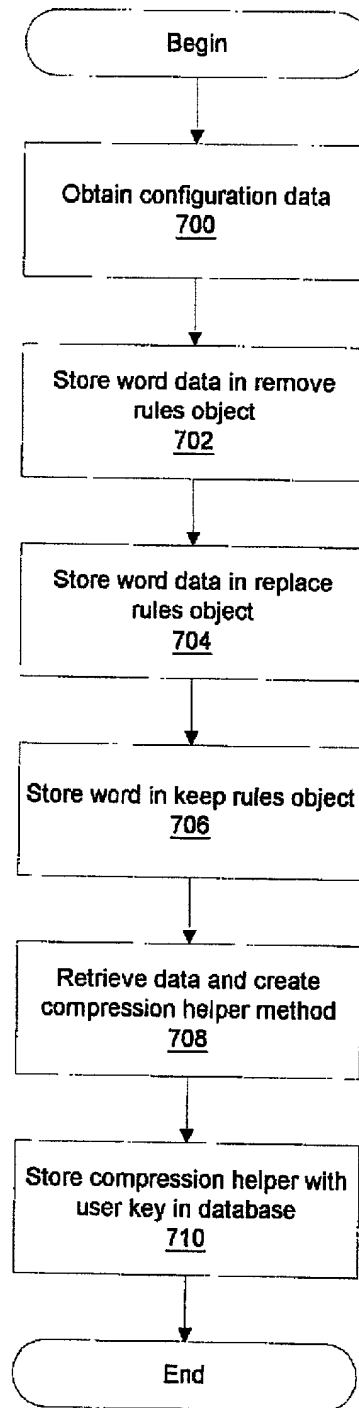 Begin
Obtain configuration data
700
Store word data in remove
rules object
702
Store word data in replace
rules object
704
Store word in keep rules object
706
Retrieve data and create
compression helper method
708
Store compression helper with
user key in database
710
End